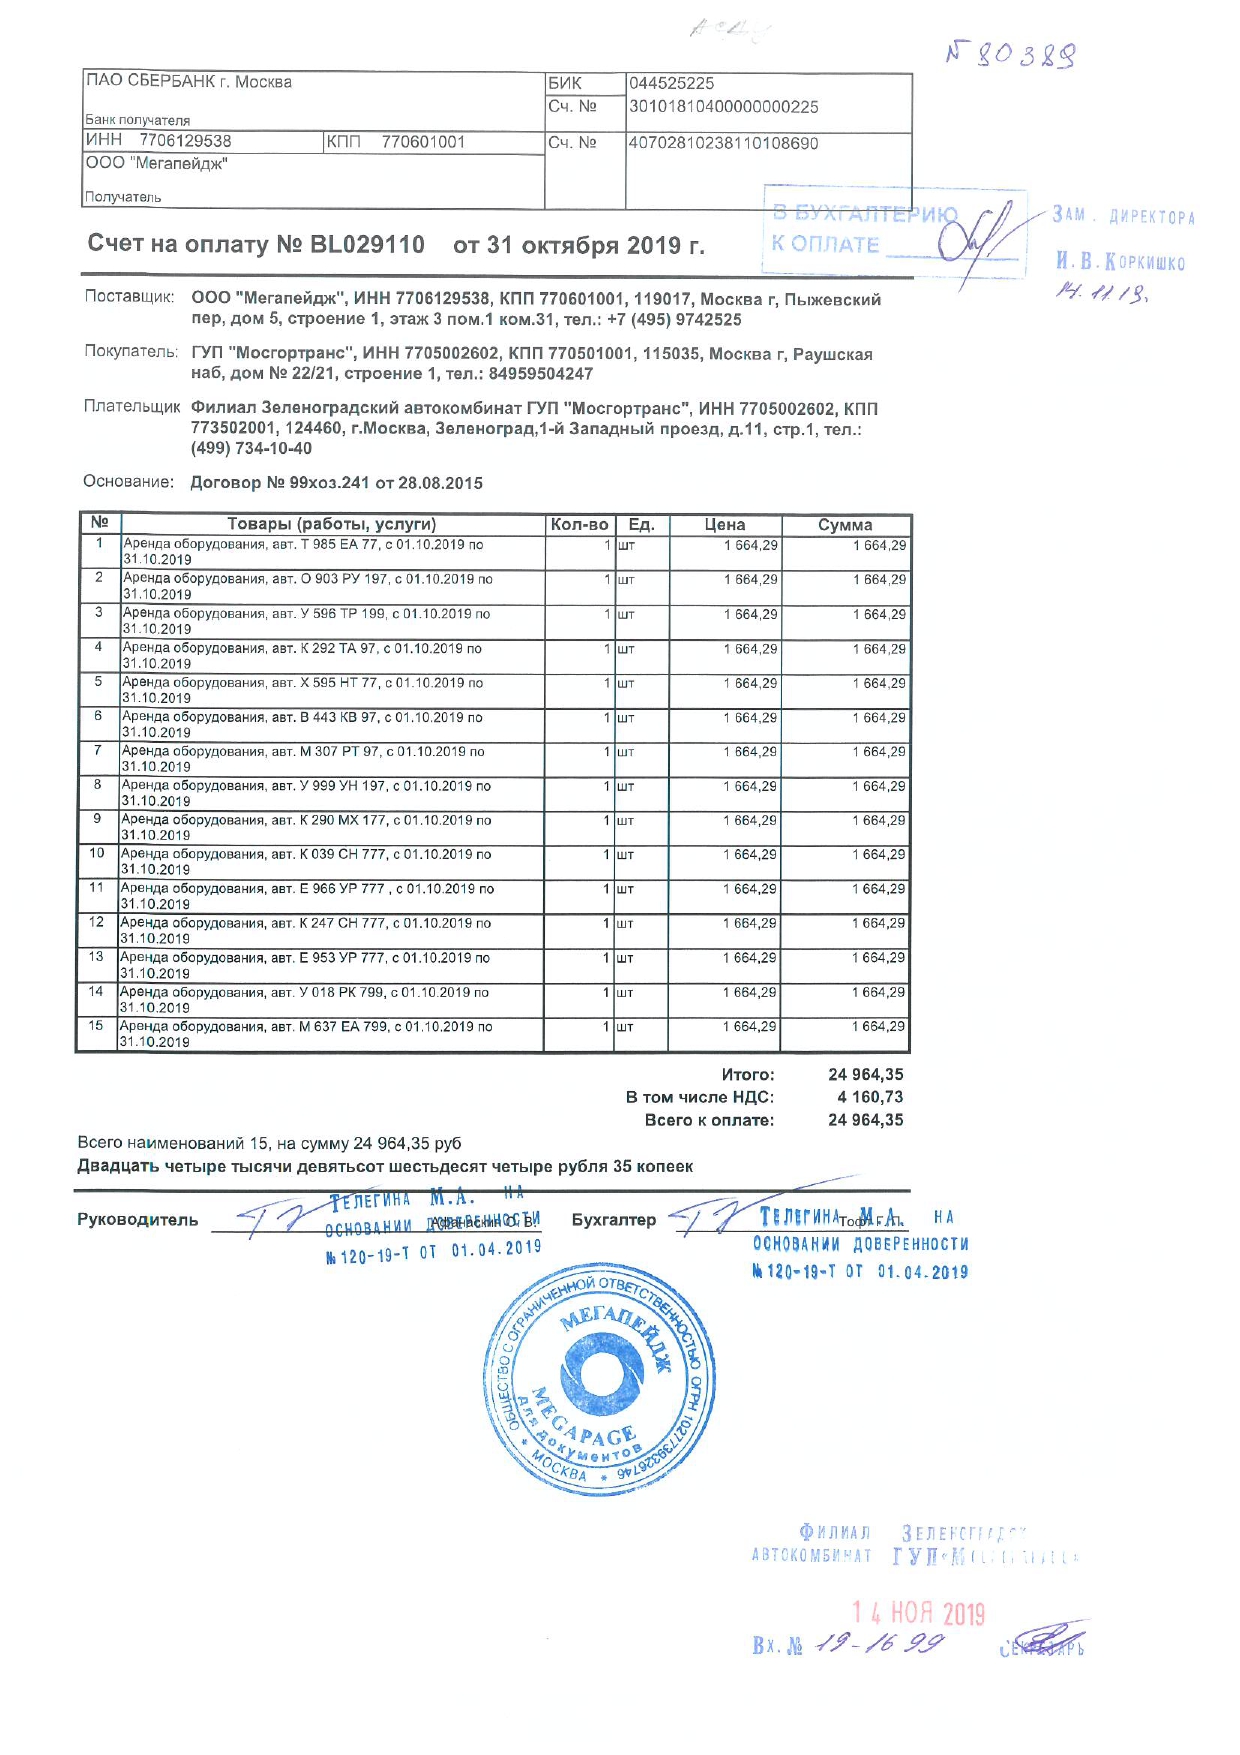 № 80389
ПАО СБЕРБАНК г. Москва
БИК 044525225
Сч. № 30101810400000000225
Банк получателя
ИНН 7706129538 КПП 770601001 Сч. № 40702810238110108690
ООО "Мегапейдж"
Получатель
В БУХГАЛТЕРИЮ
К ОПЛАТЕ
ЗАМ. ДИРЕКТОРА
И.В.КОРКИШКО
14.11.19.
Счет на оплату № BL029110 от 31 октября 2019 г.
Поставщик: ООО "Мегапейдж", ИНН 7706129538, КПП 770601001, 119017, Москва г, Пыжевский
пер, дом 5, строение 1, этаж 3 пом.1 ком.31, тел.: +7 (495) 9742525
Покупатель: ГУП "Мосгортранс", ИНН 7705002602, КПП 770501001, 115035, Москва г, Раушская
наб, дом № 22/21, строение 1, тел.: 84959504247
Плательщик Филиал Зеленоградский автокомбинат ГУП "Мосгортранс", ИНН 7705002602, КПП
773502001, 124460, г.Москва, Зеленоград,1-й Западный проезд, д.11, стр.1, тел.:
(499) 734-10-40
Основание: Договор № 99хоз.241 от 28.08.2015
№ Товары (работы, услуги) Кол-во Ед. Цена Сумма
1 Аренда оборудования, авт. Т 985 ЕА 77, с 01.10.2019 по 1 шт 1 664,29 1 664,29
31.10.2019
2 Аренда оборудования, авт. О 903 РУ 197, с 01.10.2019 по 1 шт 1 664,29 1 664,29
31.10.2019
3 Аренда оборудования, авт. У 596 ТР 199, с 01.10.2019 по 1 шт 1 664,29 1 664,29
31.10.2019
4 Аренда оборудования, авт. К 292 ТА 97, с 01.10.2019 по 1 шт 1 664,29 1 664,29
31.10.2019
5 Аренда оборудования, авт. Х 595 НТ 77, с 01.10.2019 по 1 шт 1 664,29 1 664,29
31.10.2019
6 Аренда оборудования, авт. В 443 КВ 97, с 01.10.2019 по 1 шт 1 664,29 1 664,29
31.10.2019
7 Аренда оборудования, авт. М 307 РТ 97, с 01.10.2019 по 1 шт 1 664,29 1 664,29
31.10.2019
8 Аренда оборудования, авт. У 999 УН 197, с 01.10.2019 по 1 шт 1 664,29 1 664,29
31.10.2019
9 Аренда оборудования, авт. К 290 МХ 177, с 01.10.2019 по 1 шт 1 664,29 1 664,29
31.10.2019
10 Аренда оборудования, авт. К 039 СН 777, с 01.10.2019 по 1 шт 1 664,29 1 664,29
31.10.2019
11 Аренда оборудования, авт. Е 966 УР 777 , с 01.10.2019 по 1 шт 1 664,29 1 664,29
31.10.2019
12 Аренда оборудования, авт. К 247 СН 777, с 01.10.2019 по 1 шт 1 664,29 1 664,29
31.10.2019
13 Аренда оборудования, авт. Е 953 УР 777, с 01.10.2019 по 1 шт 1 664,29 1 664,29
31.10.2019
14 Аренда оборудования, авт. У 018 РК 799, с 01.10.2019 по 1 шт 1 664,29 1 664,29
31.10.2019
15 Аренда оборудования, авт. М 637 ЕА 799, с 01.10.2019 по 1 шт 1 664,29 1 664,29
31.10.2019
Итого: 24 964,35
В том числе НДС: 4 160,73
Всего к оплате: 24 964,35
Всего наименований 15, на сумму 24 964,35 руб
Двадцать четыре тысячи девятьсот шестьдесят четыре рубля 35 копеек
Руководитель
ТЕЛЕГИНА М.А. НА
ОСНОВАНИИ ДОВЕРЕННОСТИ
№120-19-Т ОТ 01.04.2019
Бухгалтер
ТЕЛЕГИНА М.А. НА
ОСНОВАНИИ ДОВЕРЕННОСТИ
№120-19-Т ОТ 01.04.2019
ОБЩЕСТВО С ОГРАНИЧЕННОЙ ОТВЕТСТВЕННОСТЬЮ ОГРН 1027739326746
* МОСКВА *
МЕГАПЕЙДЖ
MEGAPAGE
для документов
ФИЛИАЛ
АВТОКОМБИНАТ ГУП
14 НОЯ 2019
ВХ. № 19-1699 СЕКРЕТАРЬ